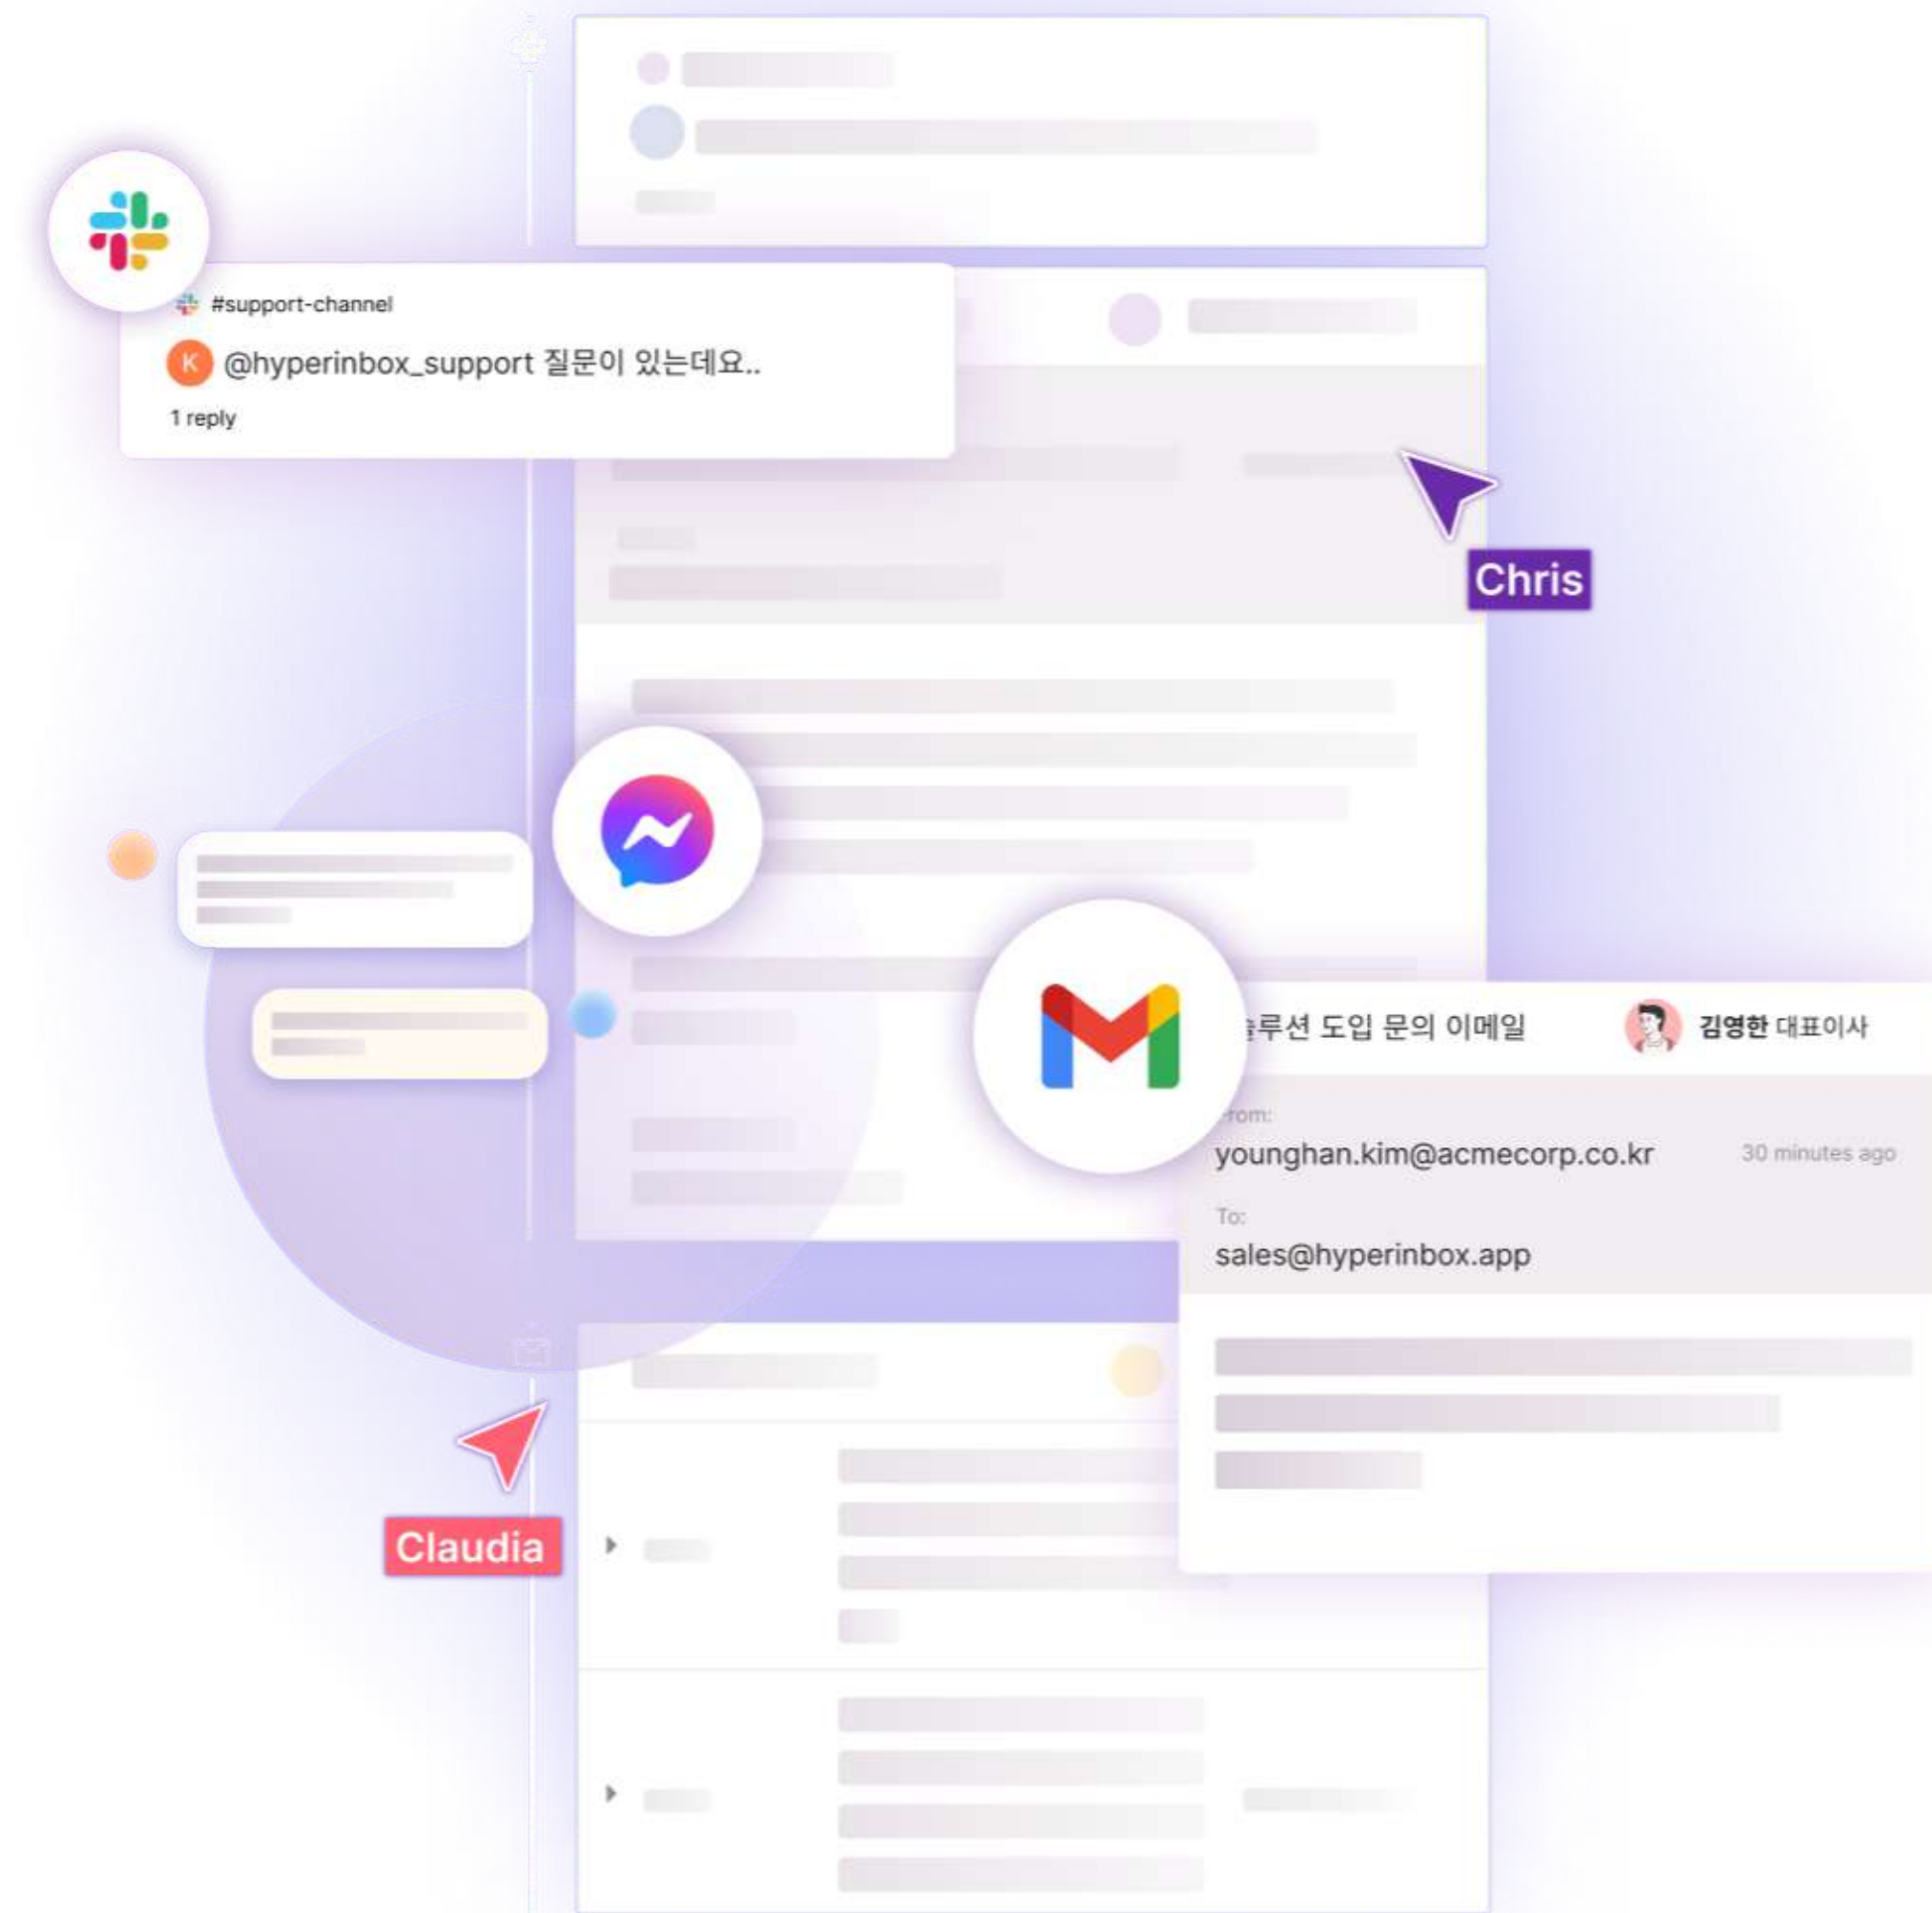 #support-channel
K @hyperinbox_support 질문이 있는데요..
1 reply
Chris
루션 도입 문의 이메일
김영한 대표이사
From:
younghan.kim@acmecorp.co.kr
30 minutes ago
To:
sales@hyperinbox.app
Claudia